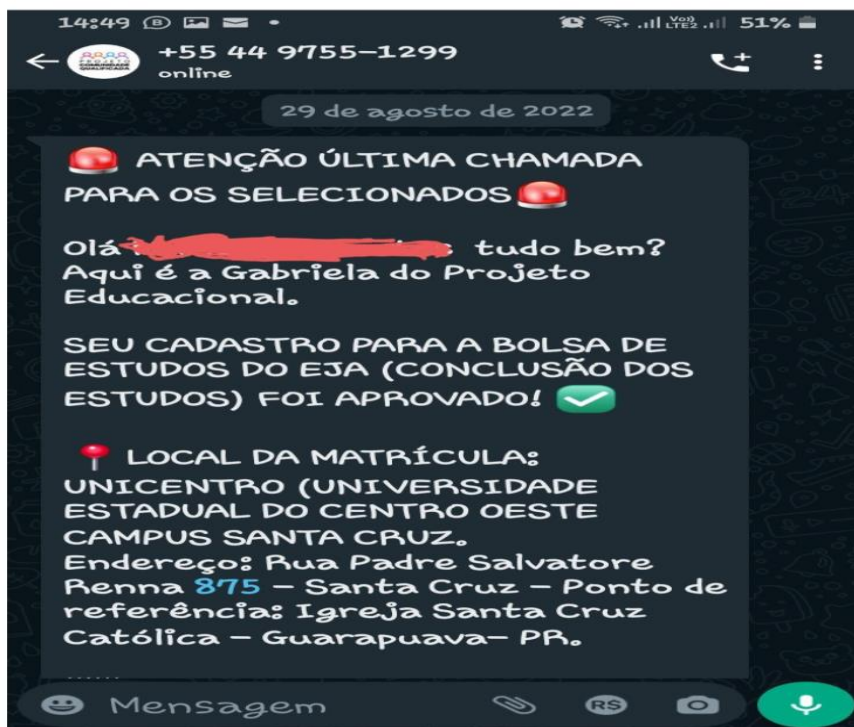 14:49
51%
+55 44 9755-1299
online
29 de agosto de 2022
ATENÇÃO ÚLTIMA CHAMADA
PARA OS SELECIONADOS
Olá tudo bem?
Aqui é a Gabriela do Projeto
Educacional.
SEU CADASTRO PARA A BOLSA DE
ESTUDOS DO EJA (CONCLUSÃO DOS
ESTUDOS) FOI APROVADO!
LOCAL DA MATRÍCULA:
UNICENTRO (UNIVERSIDADE
ESTADUAL DO CENTRO OESTE
CAMPUS SANTA CRUZ.
Endereço: Rua Padre Salvatore
Renna 875 – Santa Cruz – Ponto de
referência: Igreja Santa Cruz
Católica – Guarapuava– PR.
Mensagem
RS